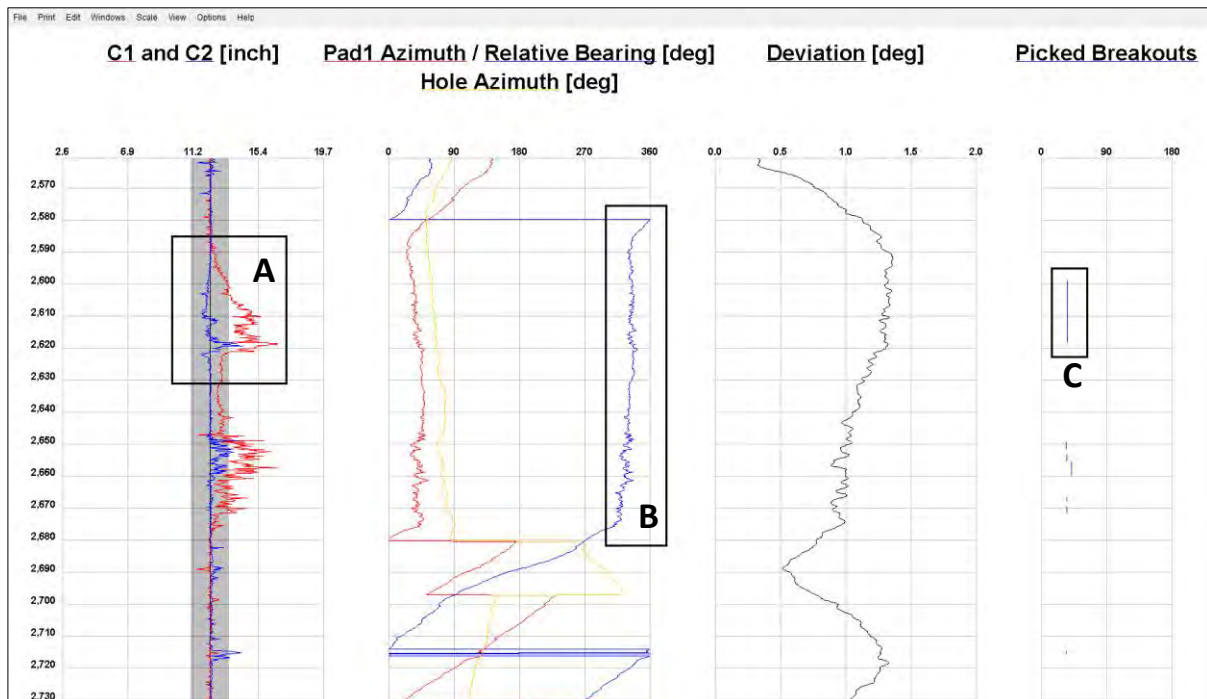 File Print Edit Windows Scale View Options Help
C1 and C2 [inch]
Pad1 Azimuth / Relative Bearing [deg]
Hole Azimuth [deg]
Deviation [deg]
Picked Breakouts
2.6 6.9 11.2 15.4 19.7
0 90 180 270 360
0.0 0.5 1.0 1.5 2.0
0 90 180
2,570
2,580
2,590
A
2,600
2,610
2,620
C
2,630
2,640
2,650
2,660
2,670
B
2,680
2,690
2,700
2,710
2,720
2,730